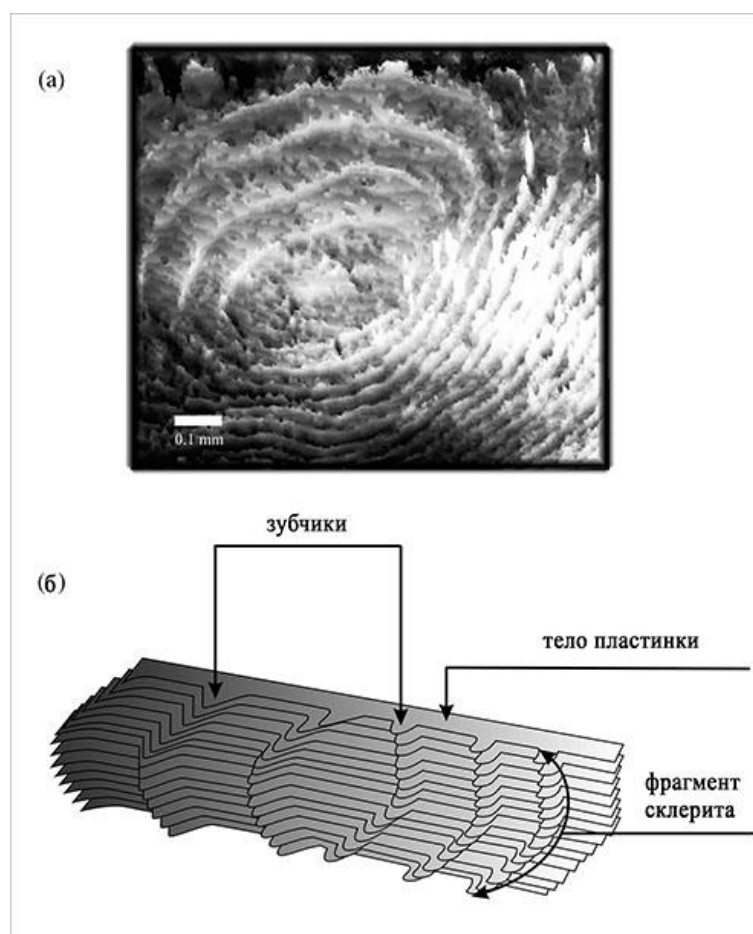 (а)
0.1 mm
зубчики
(б)
тело пластинки
фрагмент
склерита